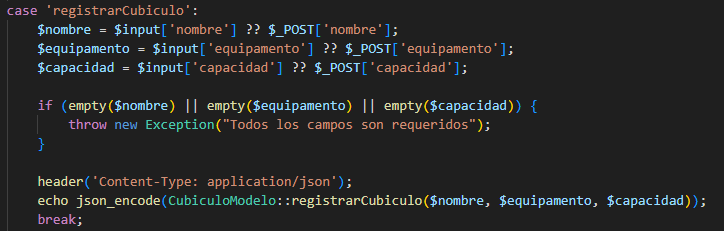 case 'registrarCubiculo':
    $nombre = $input['nombre'] ?? $_POST['nombre'];
    $equipamento = $input['equipamento'] ?? $_POST['equipamento'];
    $capacidad = $input['capacidad'] ?? $_POST['capacidad'];

    if (empty($nombre) || empty($equipamento) || empty($capacidad)) {
        throw new Exception("Todos los campos son requeridos");
    }

    header('Content-Type: application/json');
    echo json_encode(CubiculoModelo::registrarCubiculo($nombre, $equipamento, $capacidad));
    break;